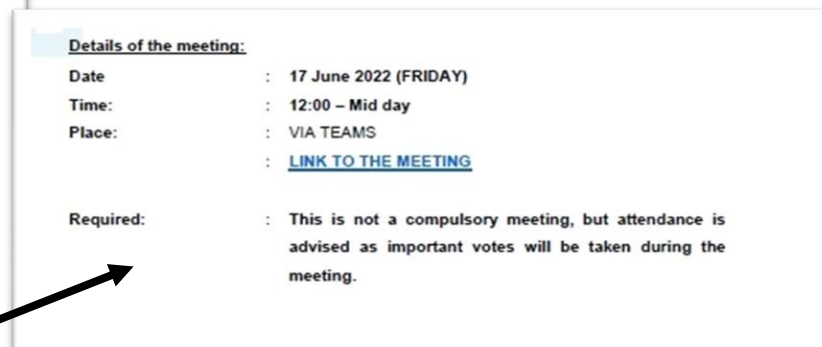 Details of the meeting:
Date : 17 June 2022 (FRIDAY)
Time: : 12:00 – Mid day
Place: : VIA TEAMS
: LINK TO THE MEETING
Required: : This is not a compulsory meeting, but attendance is
advised as important votes will be taken during the
meeting.